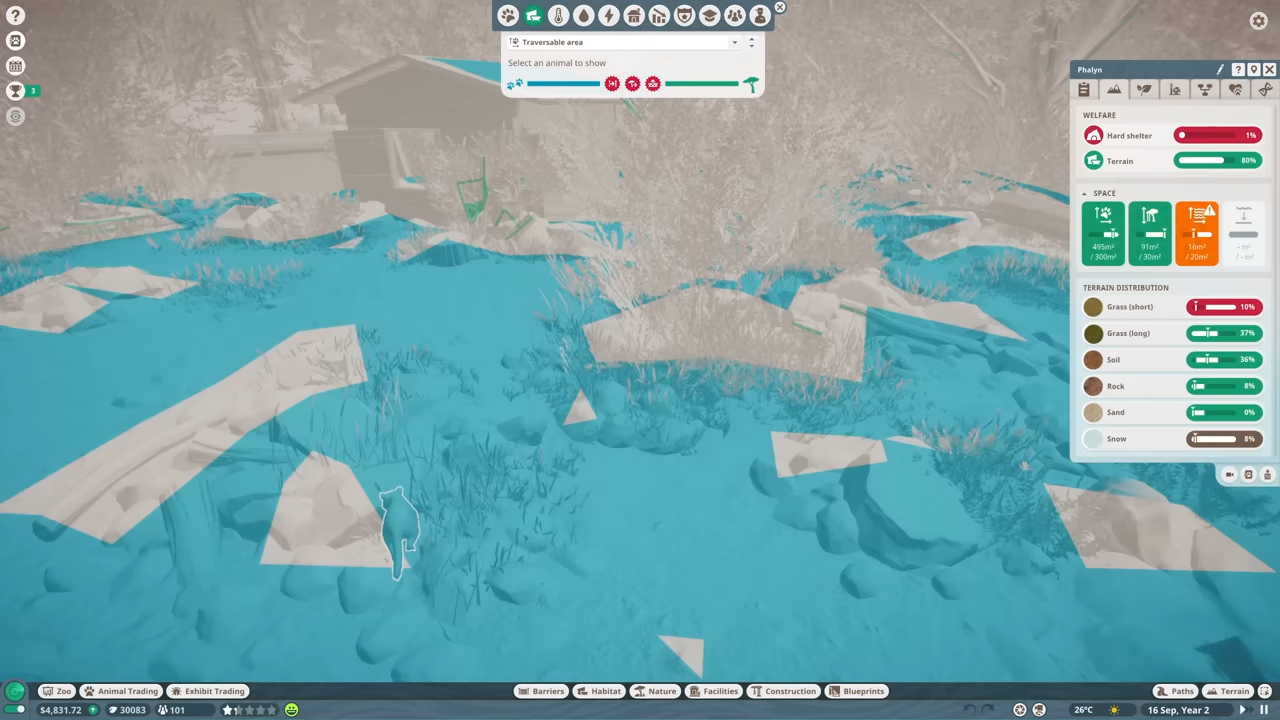 ?
Traversable area
Select an animal to show
3
Phalyn
?
WELFARE
Hard shelter 1%
Terrain 80%
SPACE
495m² / 300m²
91m² / 30m²
16m² / 20m²
- m² / - m²
TERRAIN DISTRIBUTION
Grass (short) 10%
Grass (long) 37%
Soil 36%
Rock 8%
Sand 0%
Snow 8%
Zoo Animal Trading Exhibit Trading Barriers Habitat Nature Facilities Construction Blueprints Paths Terrain
$4,831.72 30083 101 26°C 16 Sep, Year 2